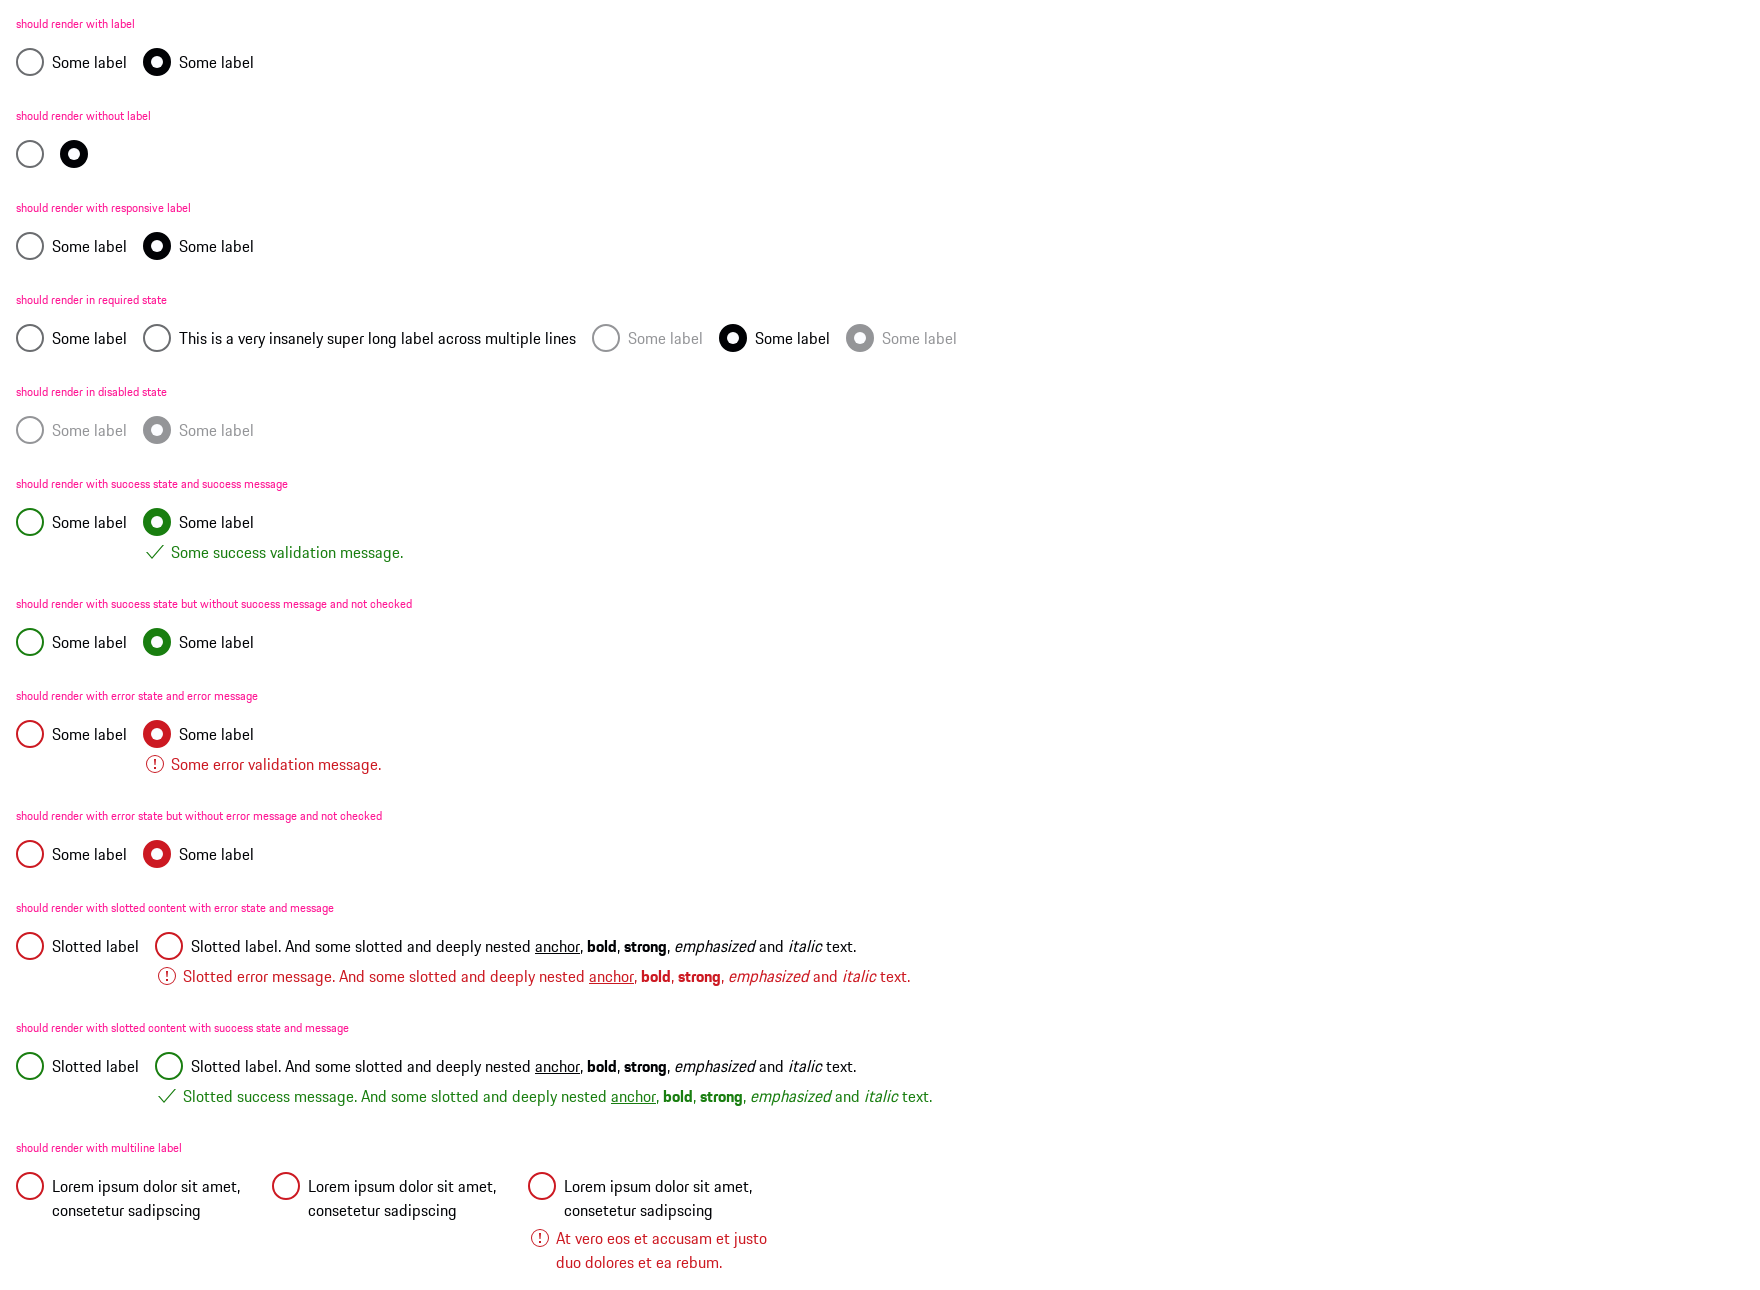 should render with label
Some label Some label
should render without label
should render with responsive label
Some label Some label
should render in required state
Some label This is a very insanely super long label across multiple lines Some label Some label Some label
should render in disabled state
Some label Some label
should render with success state and success message
Some label Some label
Some success validation message.
should render with success state but without success message and not checked
Some label Some label
should render with error state and error message
Some label Some label
Some error validation message.
should render with error state but without error message and not checked
Some label Some label
should render with slotted content with error state and message
Slotted label Slotted label. And some slotted and deeply nested anchor, bold, strong, emphasized and italic text.
Slotted error message. And some slotted and deeply nested anchor, bold, strong, emphasized and italic text.
should render with slotted content with success state and message
Slotted label Slotted label. And some slotted and deeply nested anchor, bold, strong, emphasized and italic text.
Slotted success message. And some slotted and deeply nested anchor, bold, strong, emphasized and italic text.
should render with multiline label
Lorem ipsum dolor sit amet, Lorem ipsum dolor sit amet, Lorem ipsum dolor sit amet,
consetetur sadipscing consetetur sadipscing consetetur sadipscing
At vero eos et accusam et justo
duo dolores et ea rebum.